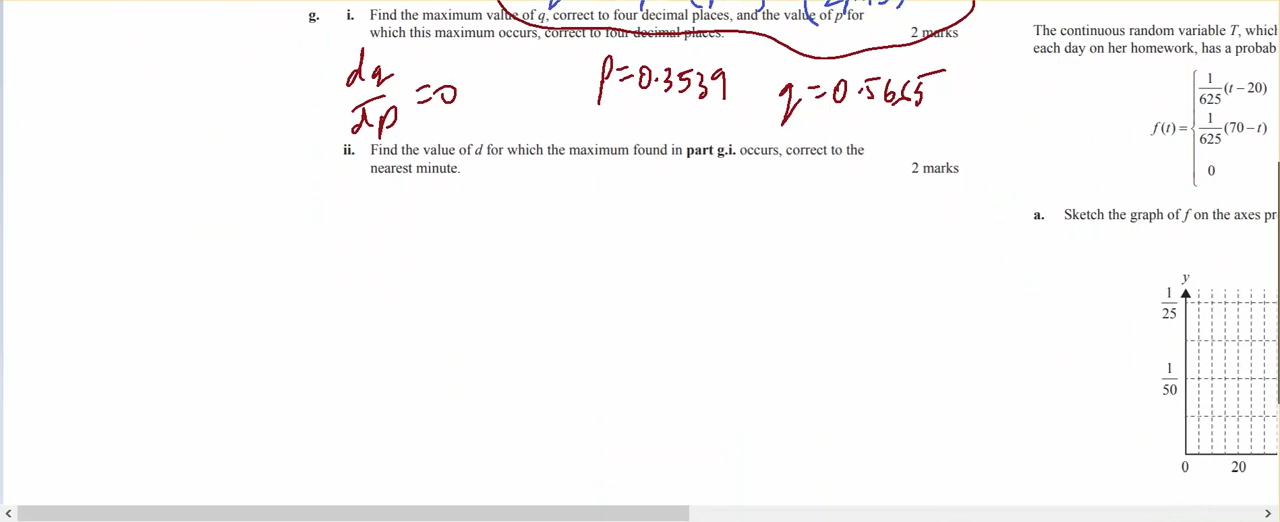 g. i. Find the maximum value of q, correct to four decimal places, and the value of p for
which this maximum occurs, correct to four decimal places. 2 marks
dq/dp = 0 p = 0.3539 q = 0.5665
ii. Find the value of d for which the maximum found in part g.i. occurs, correct to the
nearest minute. 2 marks
The continuous random variable T, whicl
each day on her homework, has a probab
1/625 (t – 20)
f(t) = 1/625 (70 – t)
0
a. Sketch the graph of f on the axes pr
y
1/25
1/50
0 20